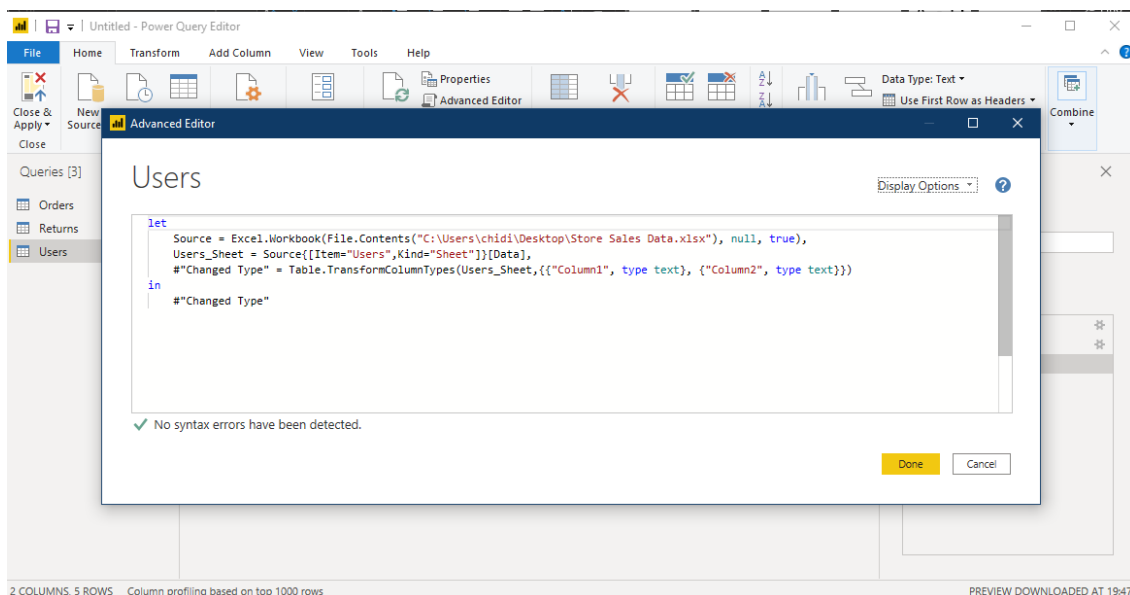 Untitled - Power Query Editor
File Home Transform Add Column View Tools Help
Close & Apply
New Source
Properties
Advanced Editor
Data Type: Text
Use First Row as Headers
Combine
Close
Advanced Editor
Queries [3]
Orders
Returns
Users
Users
Display Options
let
Source = Excel.Workbook(File.Contents("C:\Users\chidi\Desktop\Store Sales Data.xlsx"), null, true),
Users_Sheet = Source{[Item="Users",Kind="Sheet"]}[Data],
#"Changed Type" = Table.TransformColumnTypes(Users_Sheet,{{"Column1", type text}, {"Column2", type text}})
in
#"Changed Type"
No syntax errors have been detected.
Done Cancel
2 COLUMNS, 5 ROWS Column profiling based on top 1000 rows PREVIEW DOWNLOADED AT 19:47